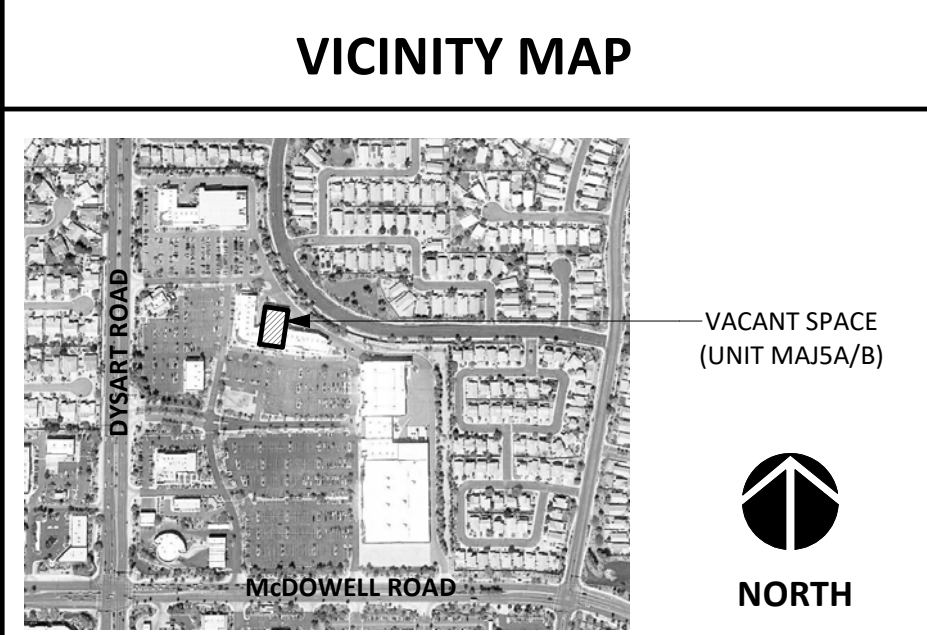 VICINITY MAP
DYSART ROAD
VACANT SPACE
(UNIT MAJ5A/B)
McDOWELL ROAD
NORTH